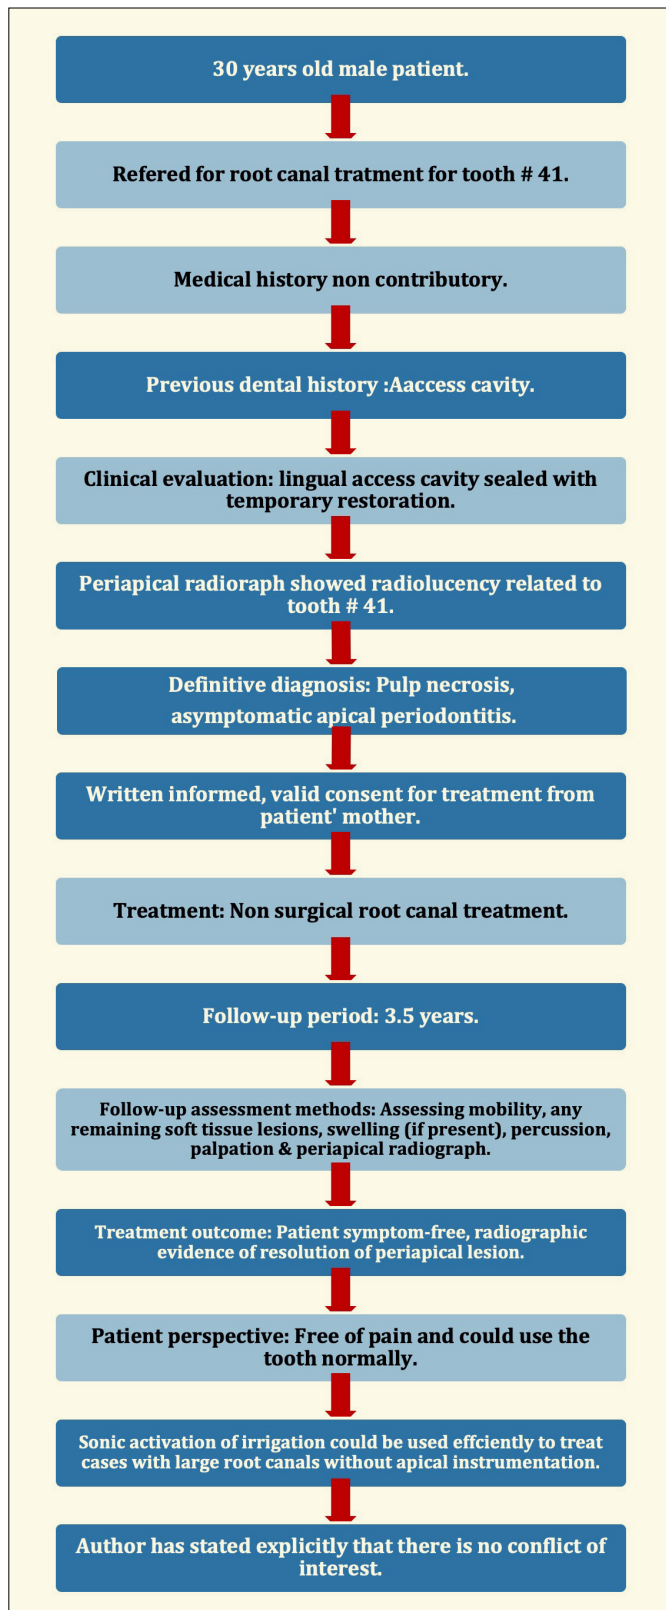 30 years old male patient.
Refered for root canal tratment for tooth # 41.
Medical history non contributory.
Previous dental history :Aaccess cavity.
Clinical evaluation: lingual access cavity sealed with
temporary restoration.
Periapical radioraph showed radiolucency related to
tooth # 41.
Definitive diagnosis: Pulp necrosis,
asymptomatic apical periodontitis.
Written informed, valid consent for treatment from
patient' mother.
Treatment: Non surgical root canal treatment.
Follow-up period: 3.5 years.
Follow-up assessment methods: Assessing mobility, any
remaining soft tissue lesions, swelling (if present), percussion,
palpation & periapical radiograph.
Treatment outcome: Patient symptom-free, radiographic
evidence of resolution of periapical lesion.
Patient perspective: Free of pain and could use the
tooth normally.
Sonic activation of irrigation could be used effciently to treat
cases with large root canals without apical instrumentation.
Author has stated explicitly that there is no conflict of
interest.